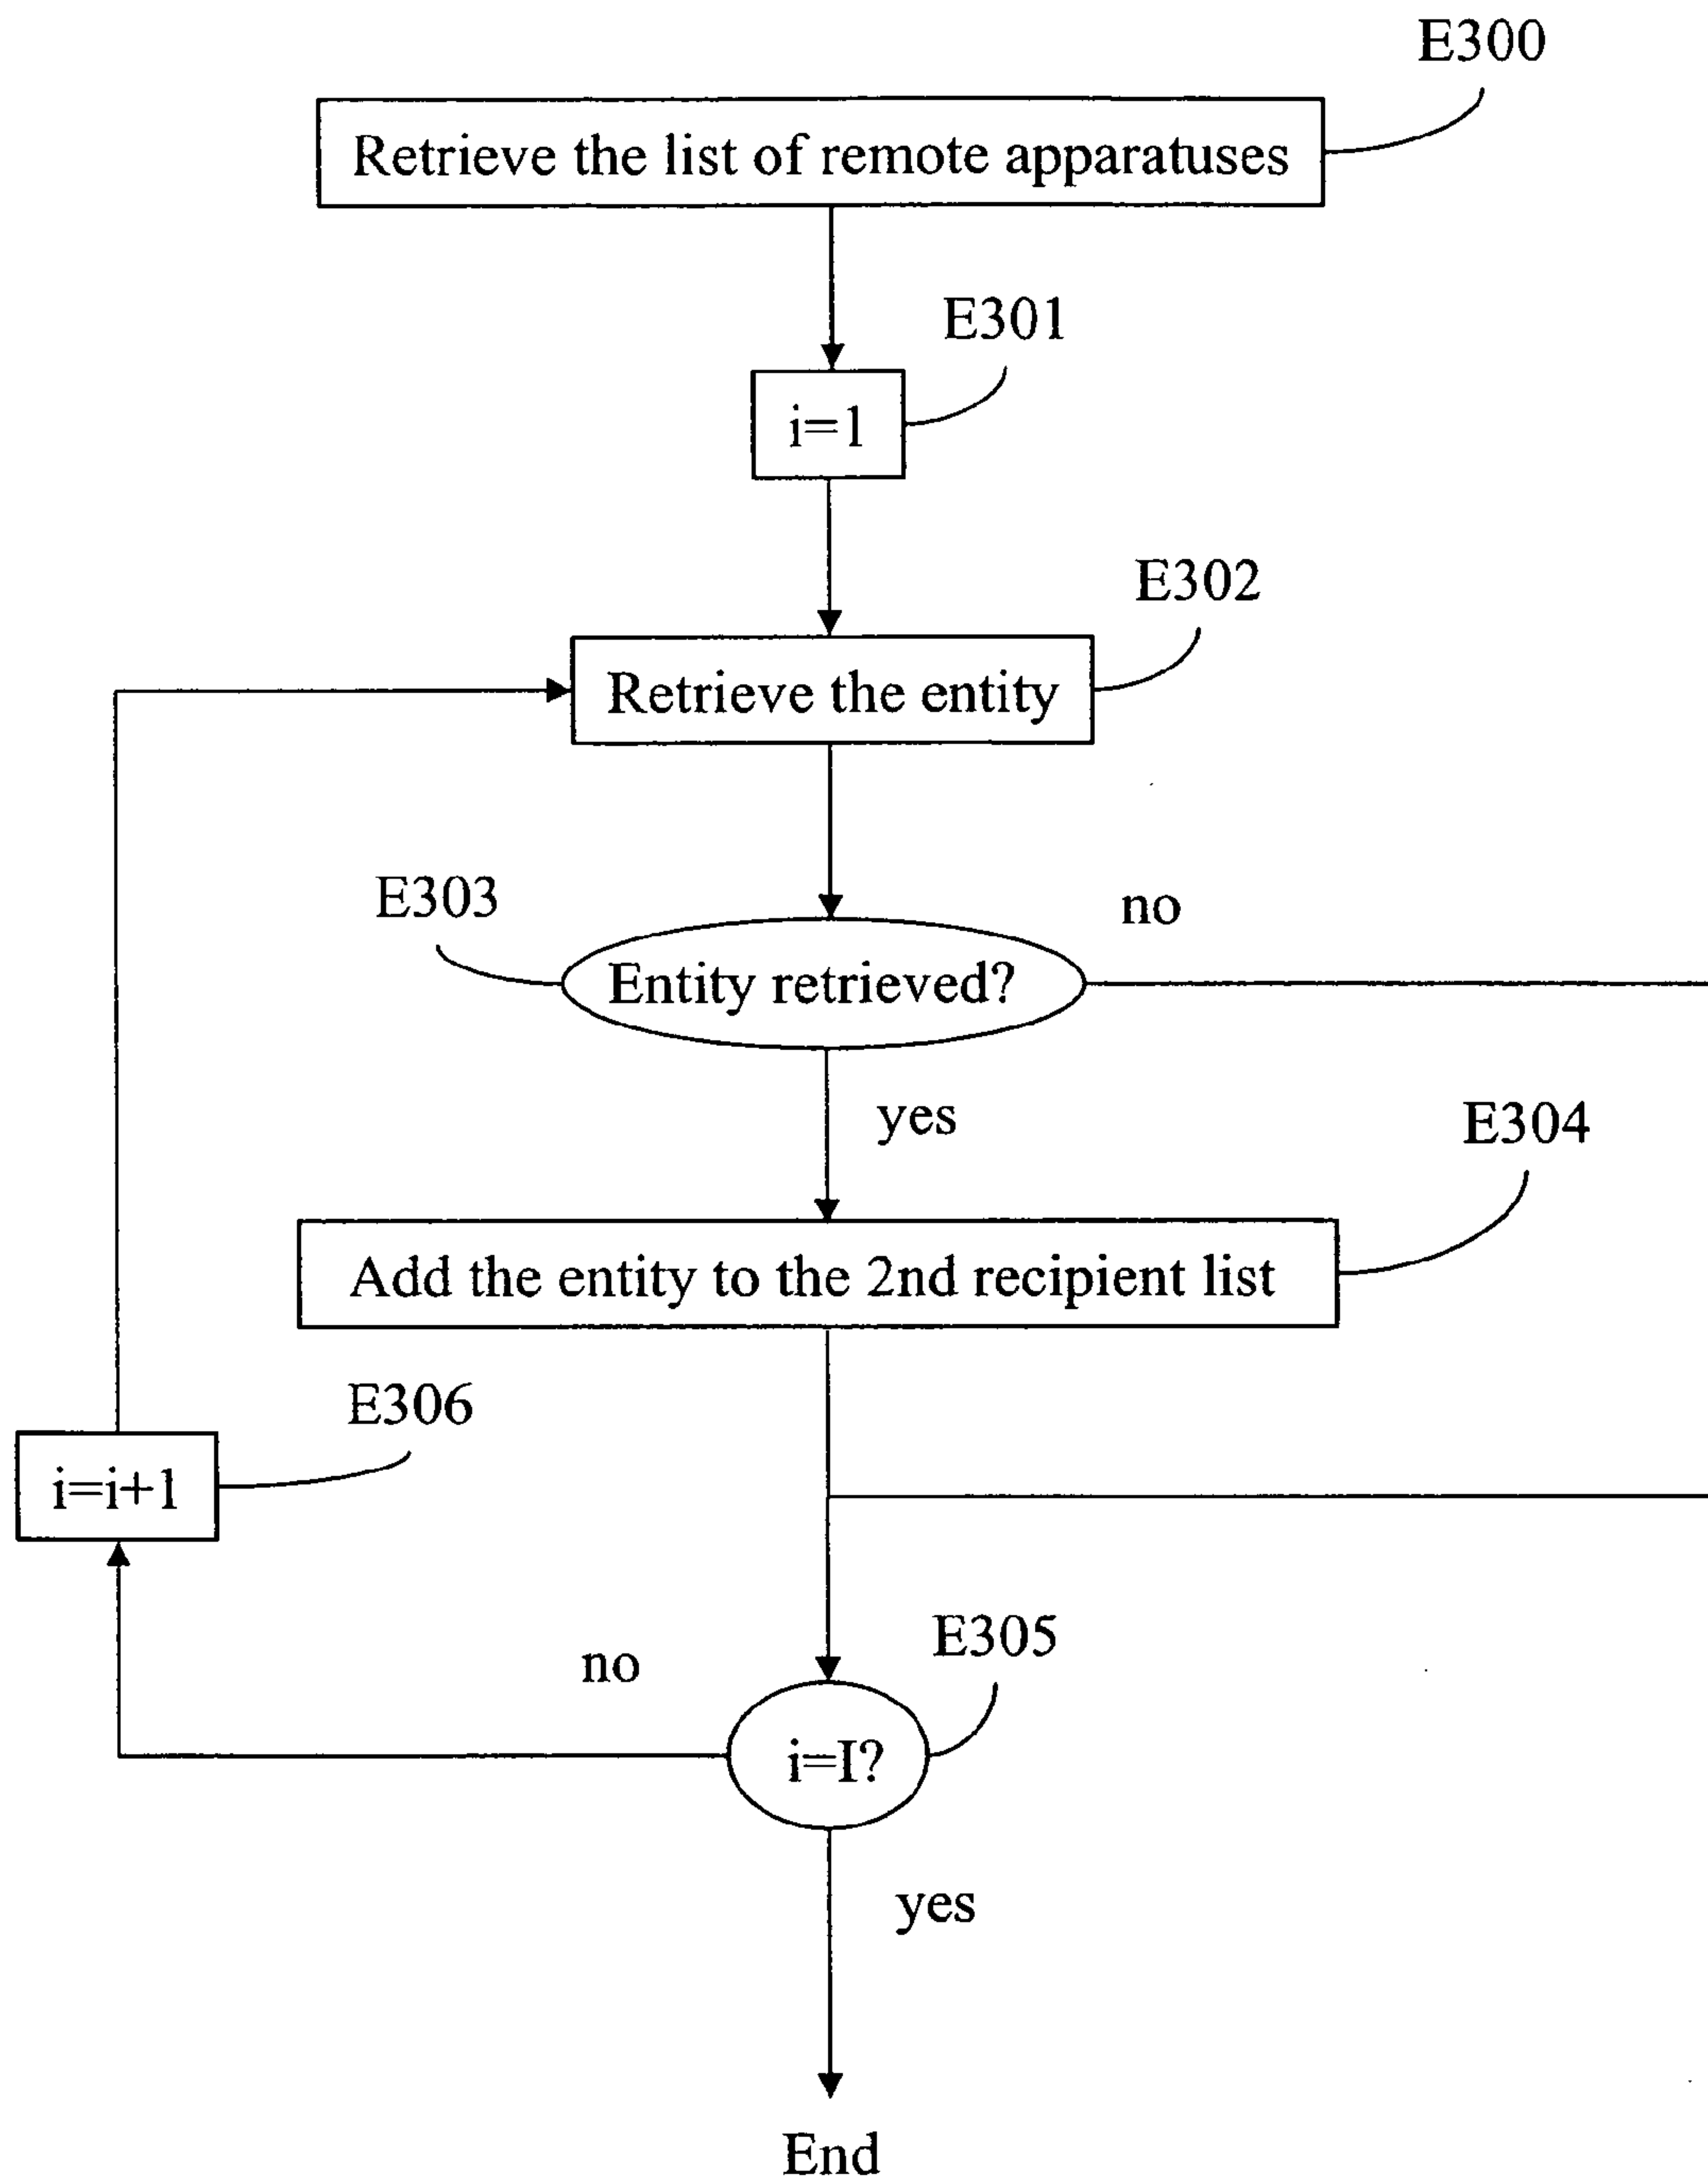 E300
Retrieve the list of remote apparatuses
E301
i=1
E302
Retrieve the entity
E303
no
Entity retrieved?
yes
E304
Add the entity to the 2nd recipient list
E306
i=i+1
E305
no
i=I?
yes
End